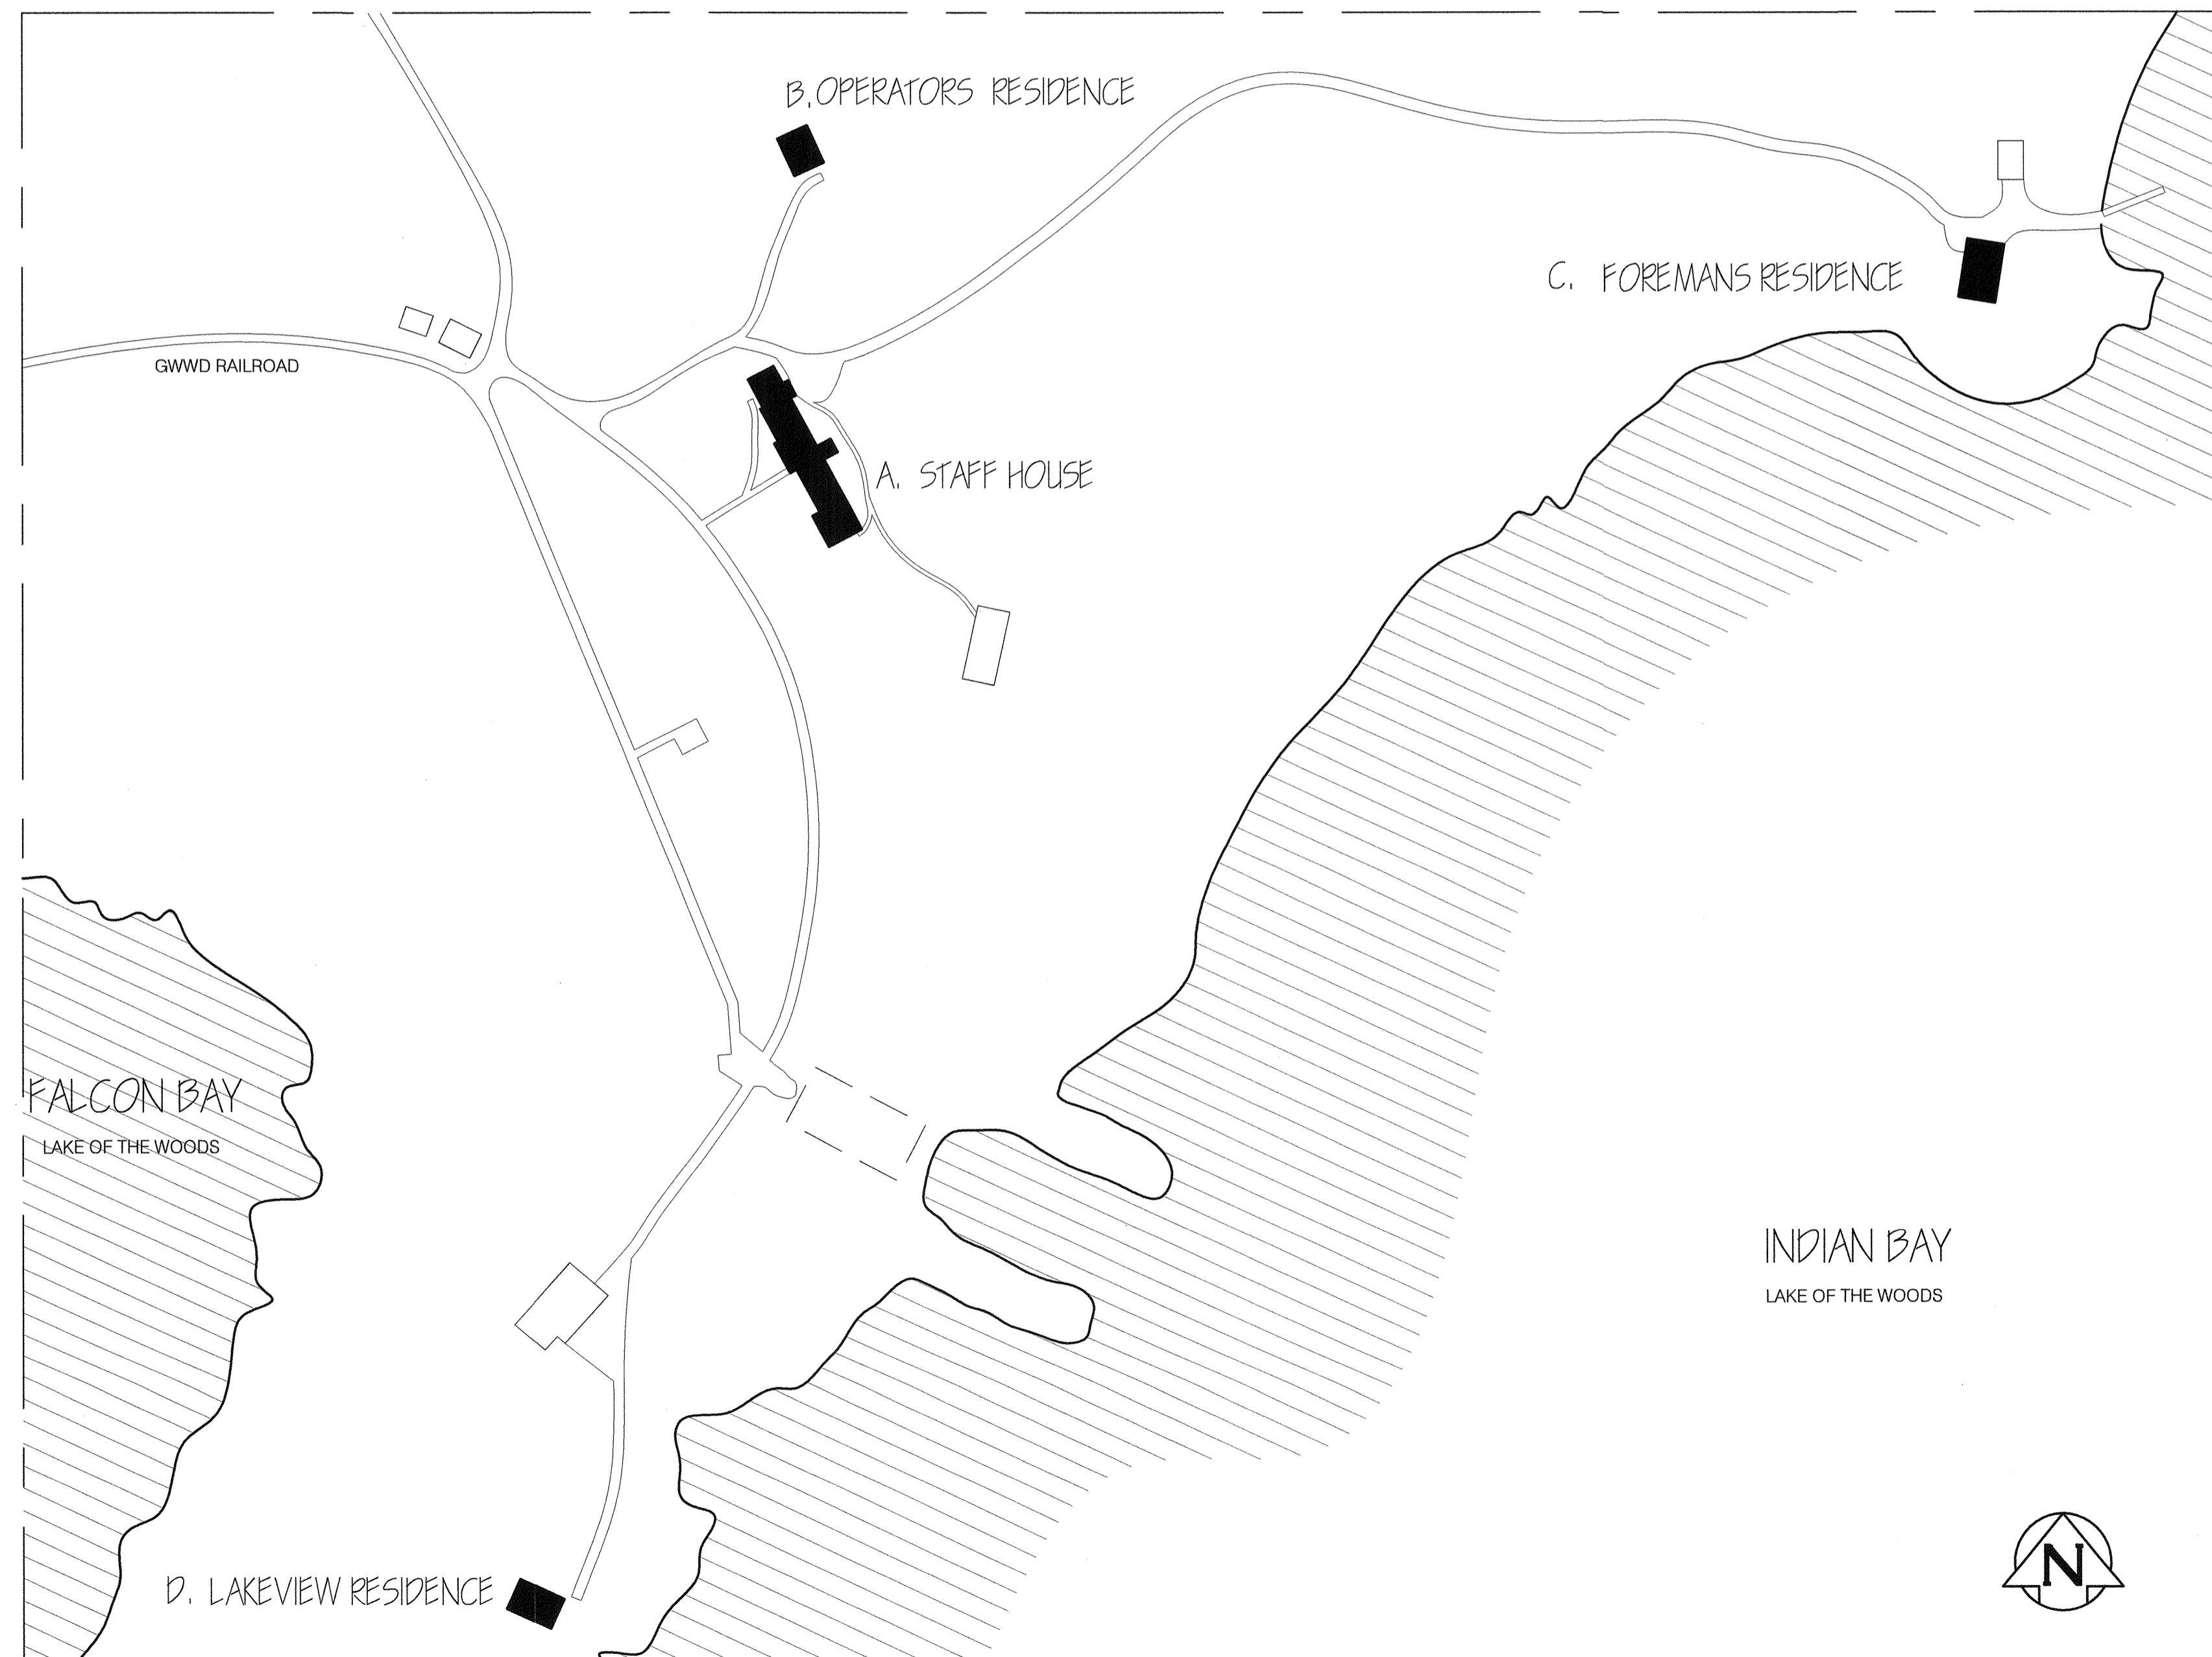 B. OPERATORS RESIDENCE
C. FOREMANS RESIDENCE
GWWD RAILROAD
A. STAFF HOUSE
FALCON BAY
LAKE OF THE WOODS
INDIAN BAY
LAKE OF THE WOODS
N
D. LAKEVIEW RESIDENCE